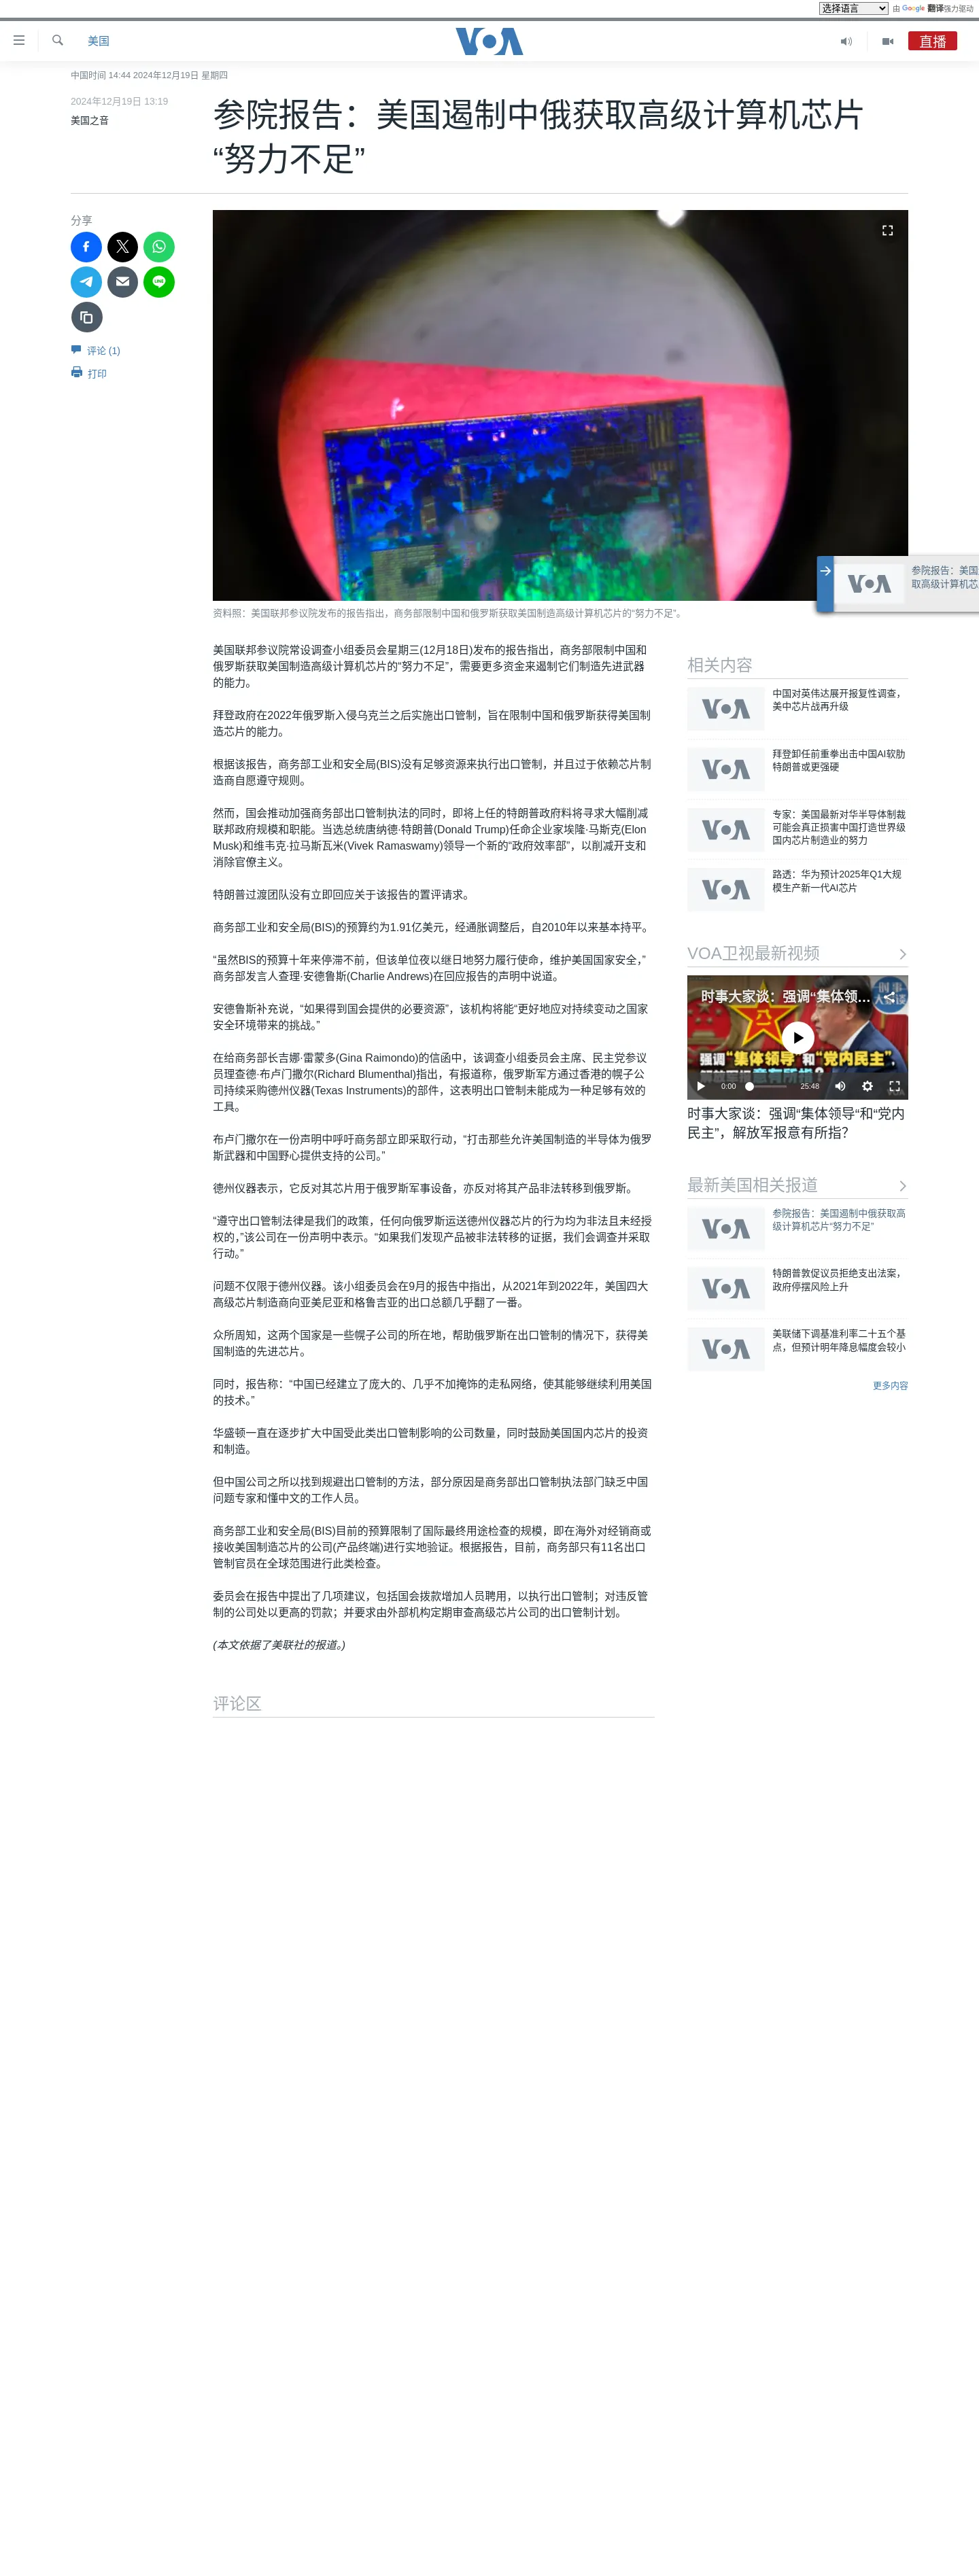 选择语言 由 Google 翻译强力驱动
美国
VOA
直播
中国时间 14:44 2024年12月19日 星期四
2024年12月19日 13:19
美国之音
参院报告：美国遏制中俄获取高级计算机芯片
“努力不足”
分享
LINE
评论 (1)
打印
参院报告：美国
取高级计算机芯
VOA
资料照：美国联邦参议院发布的报告指出，商务部限制中国和俄罗斯获取美国制造高级计算机芯片的“努力不足”。
美国联邦参议院常设调查小组委员会星期三(12月18日)发布的报告指出，商务部限制中国和
俄罗斯获取美国制造高级计算机芯片的“努力不足”，需要更多资金来遏制它们制造先进武器
的能力。
拜登政府在2022年俄罗斯入侵乌克兰之后实施出口管制，旨在限制中国和俄罗斯获得美国制
造芯片的能力。
根据该报告，商务部工业和安全局(BIS)没有足够资源来执行出口管制，并且过于依赖芯片制
造商自愿遵守规则。
然而，国会推动加强商务部出口管制执法的同时，即将上任的特朗普政府料将寻求大幅削减
联邦政府规模和职能。当选总统唐纳德·特朗普(Donald Trump)任命企业家埃隆·马斯克(Elon
Musk)和维韦克·拉马斯瓦米(Vivek Ramaswamy)领导一个新的“政府效率部”，以削减开支和
消除官僚主义。
特朗普过渡团队没有立即回应关于该报告的置评请求。
商务部工业和安全局(BIS)的预算约为1.91亿美元，经通胀调整后，自2010年以来基本持平。
“虽然BIS的预算十年来停滞不前，但该单位夜以继日地努力履行使命，维护美国国家安全，”
商务部发言人查理·安德鲁斯(Charlie Andrews)在回应报告的声明中说道。
安德鲁斯补充说，“如果得到国会提供的必要资源”，该机构将能“更好地应对持续变动之国家
安全环境带来的挑战。”
在给商务部长吉娜·雷蒙多(Gina Raimondo)的信函中，该调查小组委员会主席、民主党参议
员理查德·布卢门撒尔(Richard Blumenthal)指出，有报道称，俄罗斯军方通过香港的幌子公
司持续采购德州仪器(Texas Instruments)的部件，这表明出口管制未能成为一种足够有效的
工具。
布卢门撒尔在一份声明中呼吁商务部立即采取行动，“打击那些允许美国制造的半导体为俄罗
斯武器和中国野心提供支持的公司。”
德州仪器表示，它反对其芯片用于俄罗斯军事设备，亦反对将其产品非法转移到俄罗斯。
“遵守出口管制法律是我们的政策，任何向俄罗斯运送德州仪器芯片的行为均为非法且未经授
权的，”该公司在一份声明中表示。“如果我们发现产品被非法转移的证据，我们会调查并采取
行动。”
问题不仅限于德州仪器。该小组委员会在9月的报告中指出，从2021年到2022年，美国四大
高级芯片制造商向亚美尼亚和格鲁吉亚的出口总额几乎翻了一番。
众所周知，这两个国家是一些幌子公司的所在地，帮助俄罗斯在出口管制的情况下，获得美
国制造的先进芯片。
同时，报告称：“中国已经建立了庞大的、几乎不加掩饰的走私网络，使其能够继续利用美国
的技术。”
华盛顿一直在逐步扩大中国受此类出口管制影响的公司数量，同时鼓励美国国内芯片的投资
和制造。
但中国公司之所以找到规避出口管制的方法，部分原因是商务部出口管制执法部门缺乏中国
问题专家和懂中文的工作人员。
商务部工业和安全局(BIS)目前的预算限制了国际最终用途检查的规模，即在海外对经销商或
接收美国制造芯片的公司(产品终端)进行实地验证。根据报告，目前，商务部只有11名出口
管制官员在全球范围进行此类检查。
委员会在报告中提出了几项建议，包括国会拨款增加人员聘用，以执行出口管制；对违反管
制的公司处以更高的罚款；并要求由外部机构定期审查高级芯片公司的出口管制计划。
(本文依据了美联社的报道。)
评论区
相关内容
VOA
中国对英伟达展开报复性调查，
美中芯片战再升级
VOA
拜登卸任前重拳出击中国AI软肋
特朗普或更强硬
VOA
专家：美国最新对华半导体制裁
可能会真正损害中国打造世界级
国内芯片制造业的努力
VOA
路透：华为预计2025年Q1大规
模生产新一代AI芯片
VOA卫视最新视频
时事大家谈：强调“集体领...
强调“集体领导”和“党内民主”，
解放军报意有所指？
0:00 25:48
时事大家谈：强调“集体领导“和“党内
民主”，解放军报意有所指？
最新美国相关报道
VOA
参院报告：美国遏制中俄获取高
级计算机芯片“努力不足”
VOA
特朗普敦促议员拒绝支出法案，
政府停摆风险上升
VOA
美联储下调基准利率二十五个基
点，但预计明年降息幅度会较小
更多内容